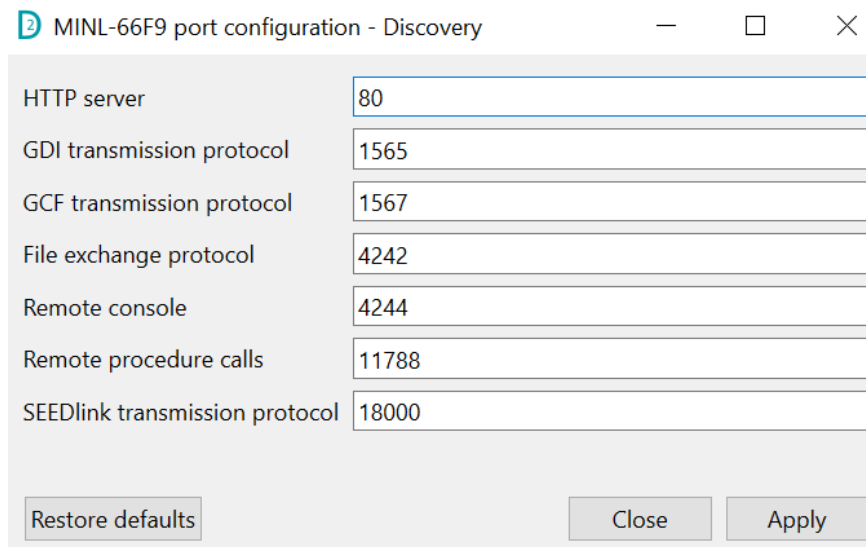 2 MINL-66F9 port configuration - Discovery
HTTP server 80
GDI transmission protocol 1565
GCF transmission protocol 1567
File exchange protocol 4242
Remote console 4244
Remote procedure calls 11788
SEEDlink transmission protocol 18000
Restore defaults Close Apply